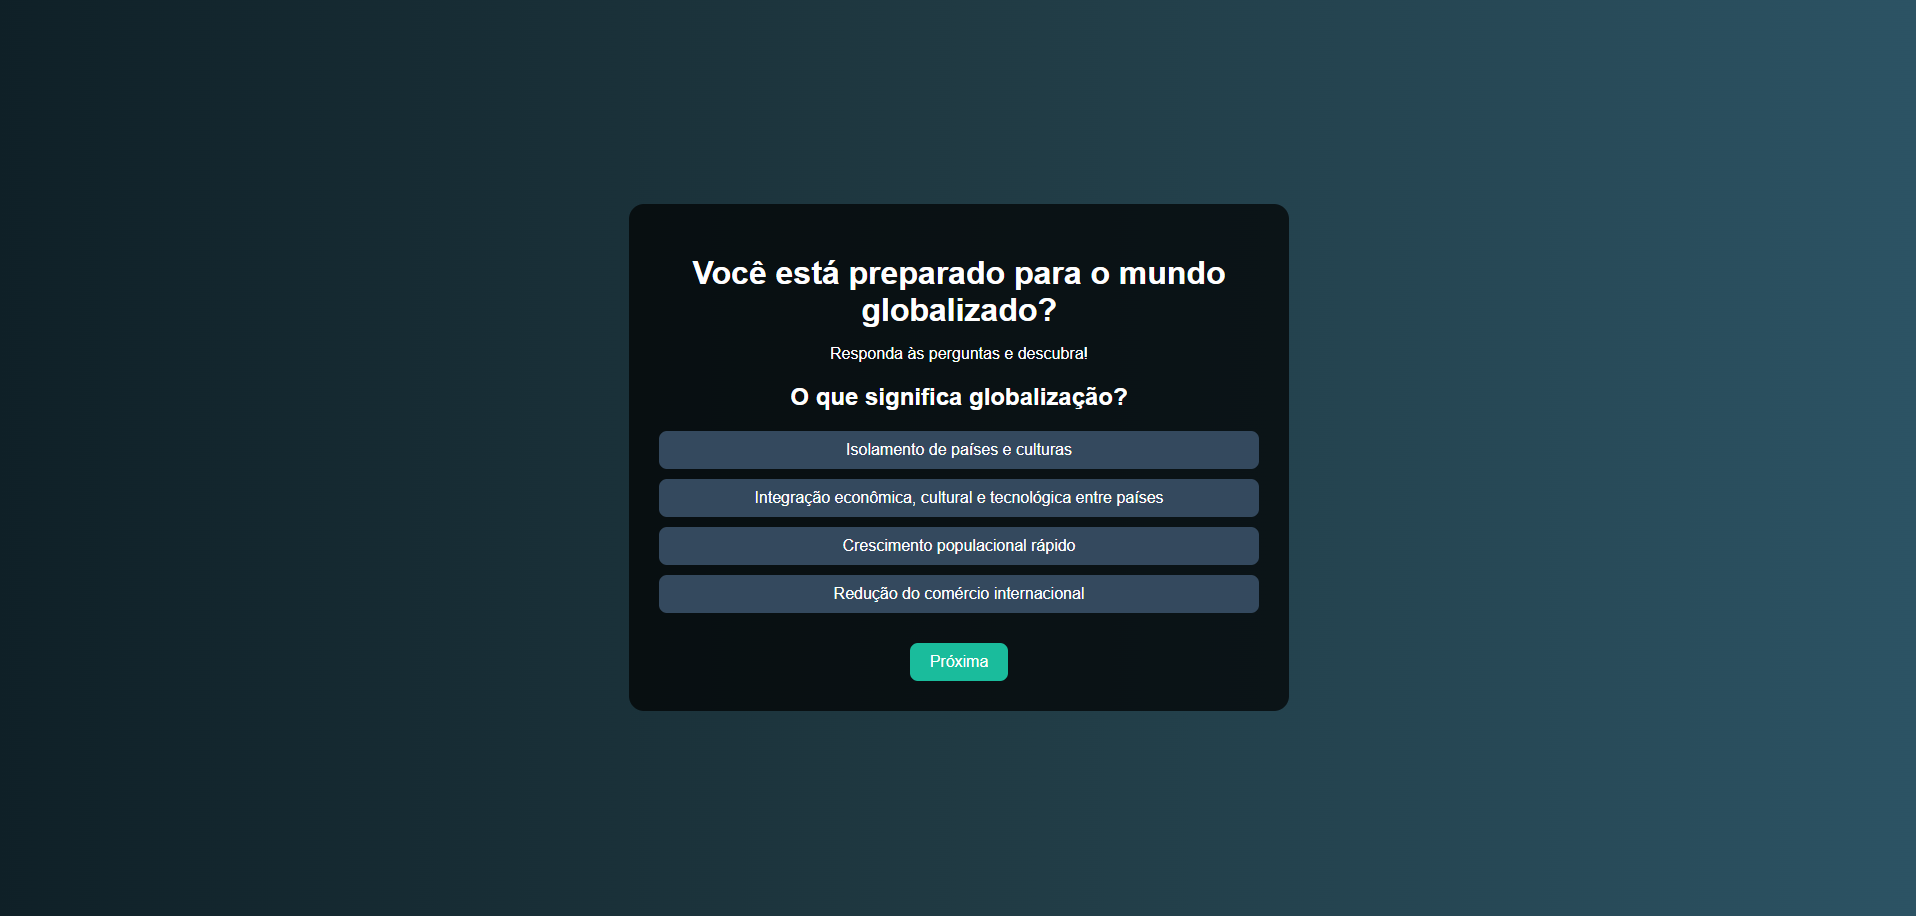 Você está preparado para o mundo
globalizado?
Responda às perguntas e descubra!
O que significa globalização?
Isolamento de países e culturas
Integração econômica, cultural e tecnológica entre países
Crescimento populacional rápido
Redução do comércio internacional
Próxima